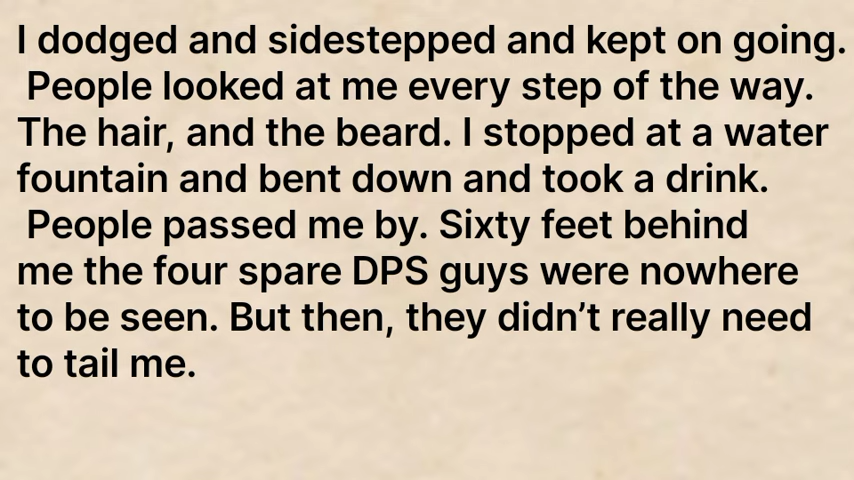 I dodged and sidestepped and kept on going.
People looked at me every step of the way.
The hair, and the beard. I stopped at a water
fountain and bent down and took a drink.
People passed me by. Sixty feet behind
me the four spare DPS guys were nowhere
to be seen. But then, they didn’t really need
to tail me.